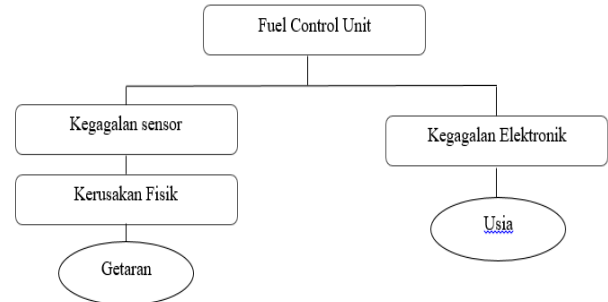 Fuel Control Unit
Kegagalan sensor
Kegagalan Elektronik
Kerusakan Fisik
Usia
Getaran